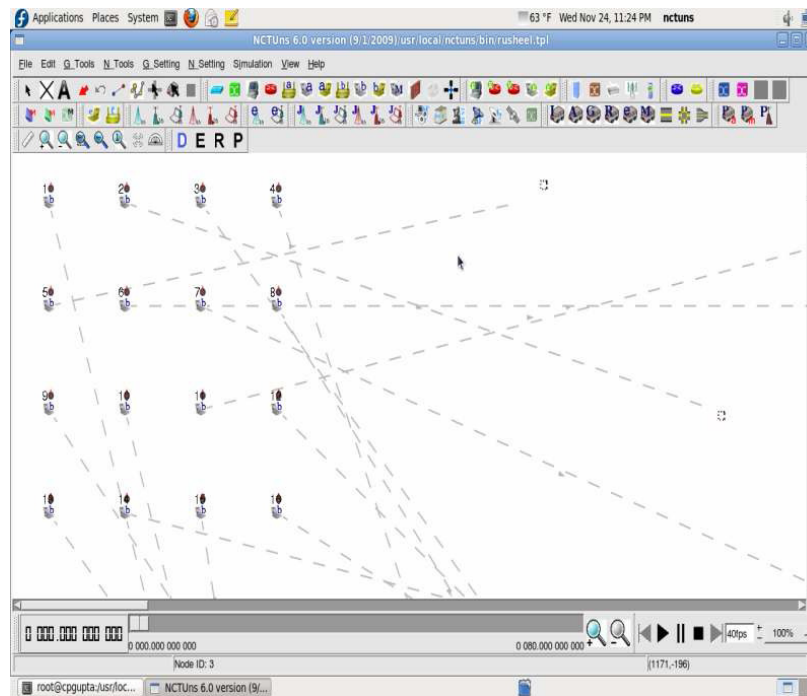 Applications Places System 63 °F Wed Nov 24, 11:24 PM nctuns
NCTUns 6.0 version (9/1/2009)/usr/local/nctuns/bin/rusheel.tpl
File Edit G_Tools N_Tools G_Setting N_Setting Simulation View Help
D E R P
1 2 3 4
b b b b
5 6 7 8
b b b b
9
b b b b
b b b b
0 000.000 000 000
0 000.000 000 000 0 080.000 000 000 40fps 100%
Node ID: 3 (1171,-196)
root@cpgupta:/usr/loc... NCTUns 6.0 version (9/...